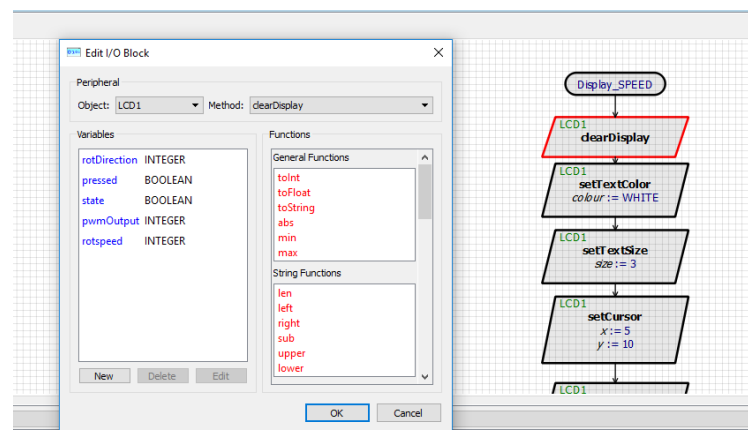 Edit I/O Block
Peripheral
Object: LCD1 Method: clearDisplay
Variables
rotDirection INTEGER
pressed BOOLEAN
state BOOLEAN
pwmOutput INTEGER
rotspeed INTEGER
New Delete Edit
Functions
General Functions
toInt
toFloat
toString
abs
min
max
String Functions
len
left
right
sub
upper
lower
OK Cancel
Display_SPEED
LCD1
clearDisplay
LCD1
setTextColor
colour := WHITE
LCD1
setTextSize
size := 3
LCD1
setCursor
x := 5
y := 10
LCD1